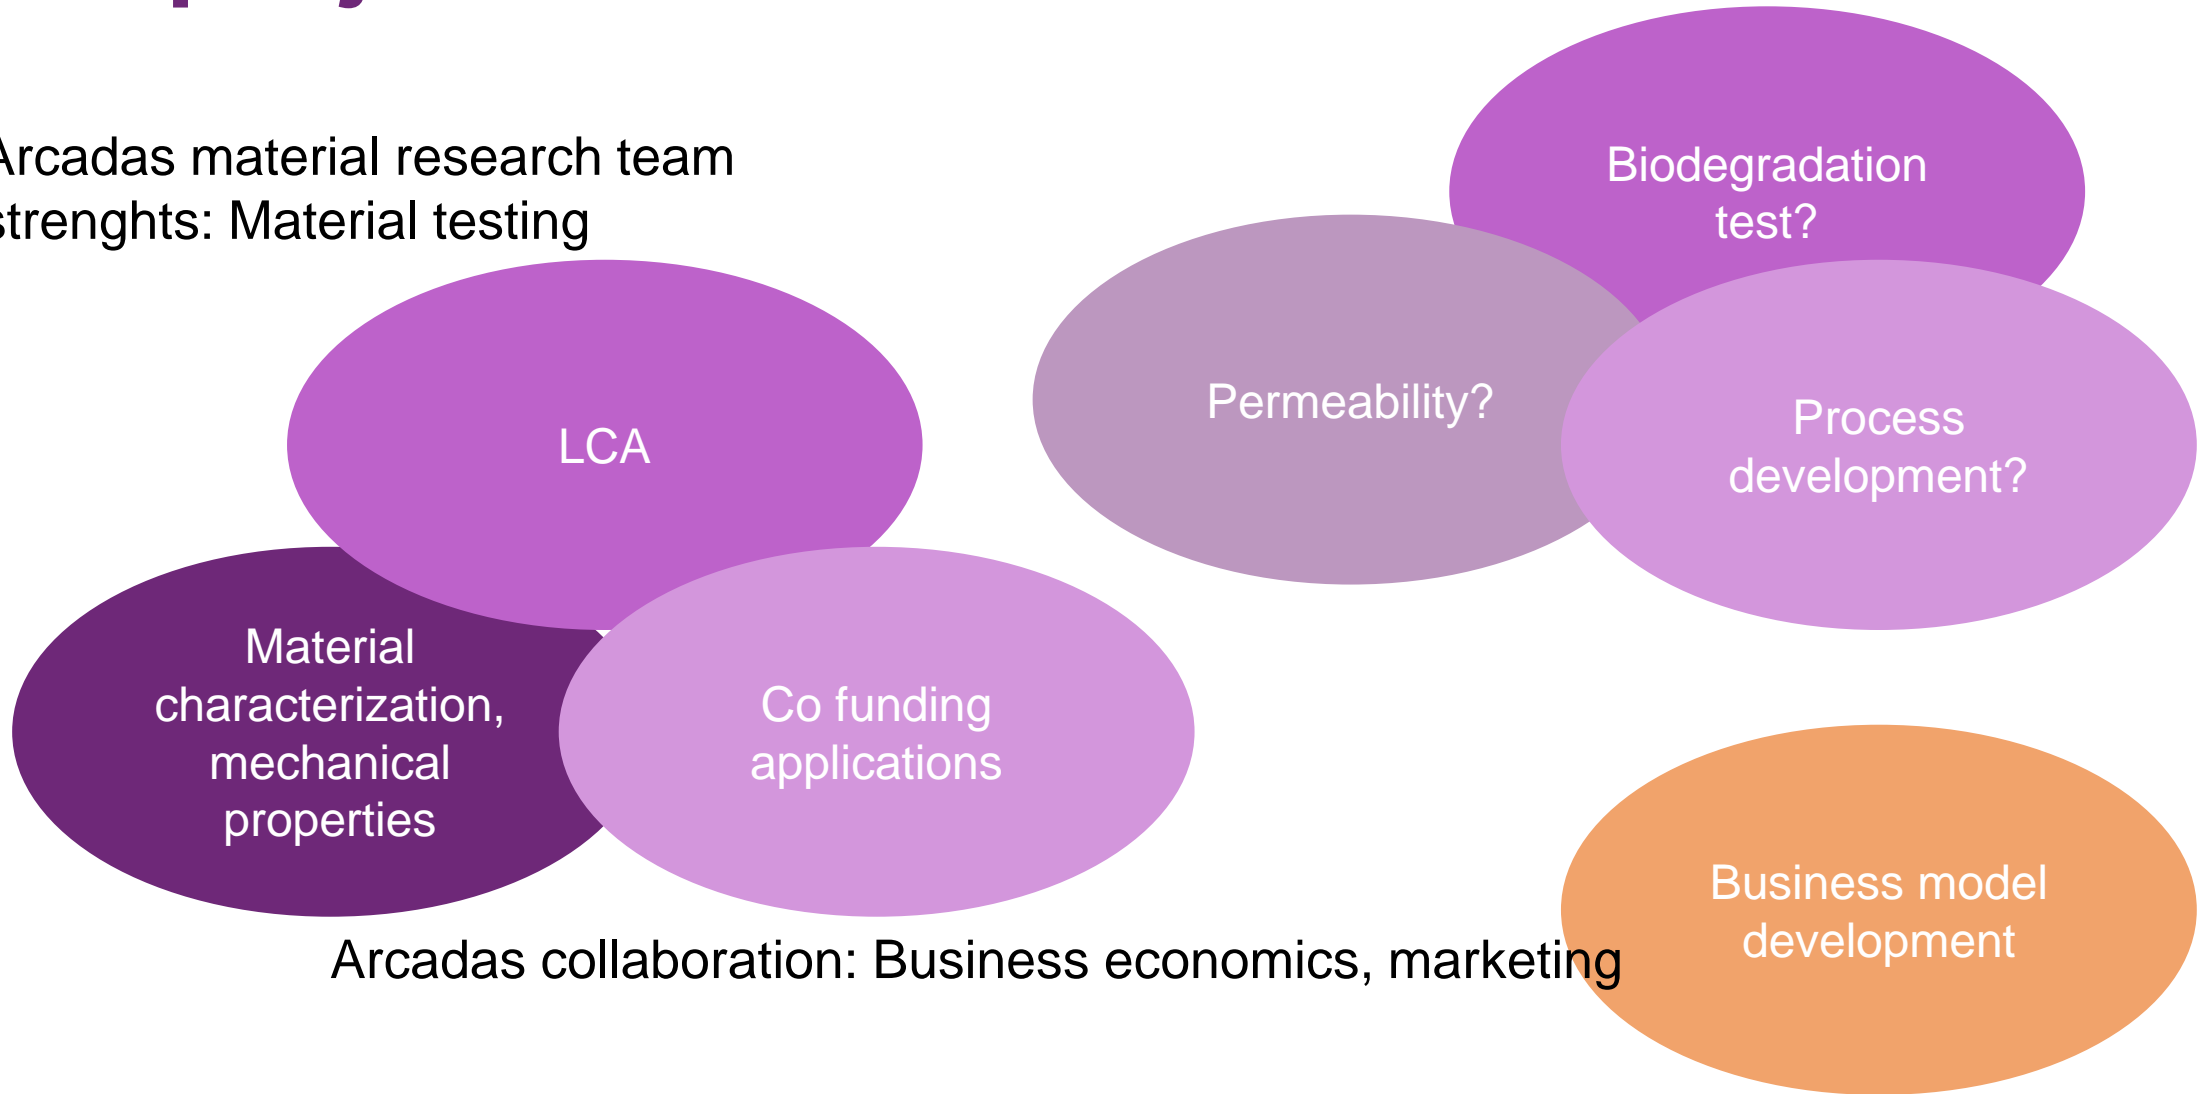 Arcadas material research team
strenghts: Material testing
Biodegradation
test?
Permeability?
Process
development?
LCA
Material
characterization,
mechanical
properties
Co funding
applications
Business model
development
Arcadas collaboration: Business economics, marketing